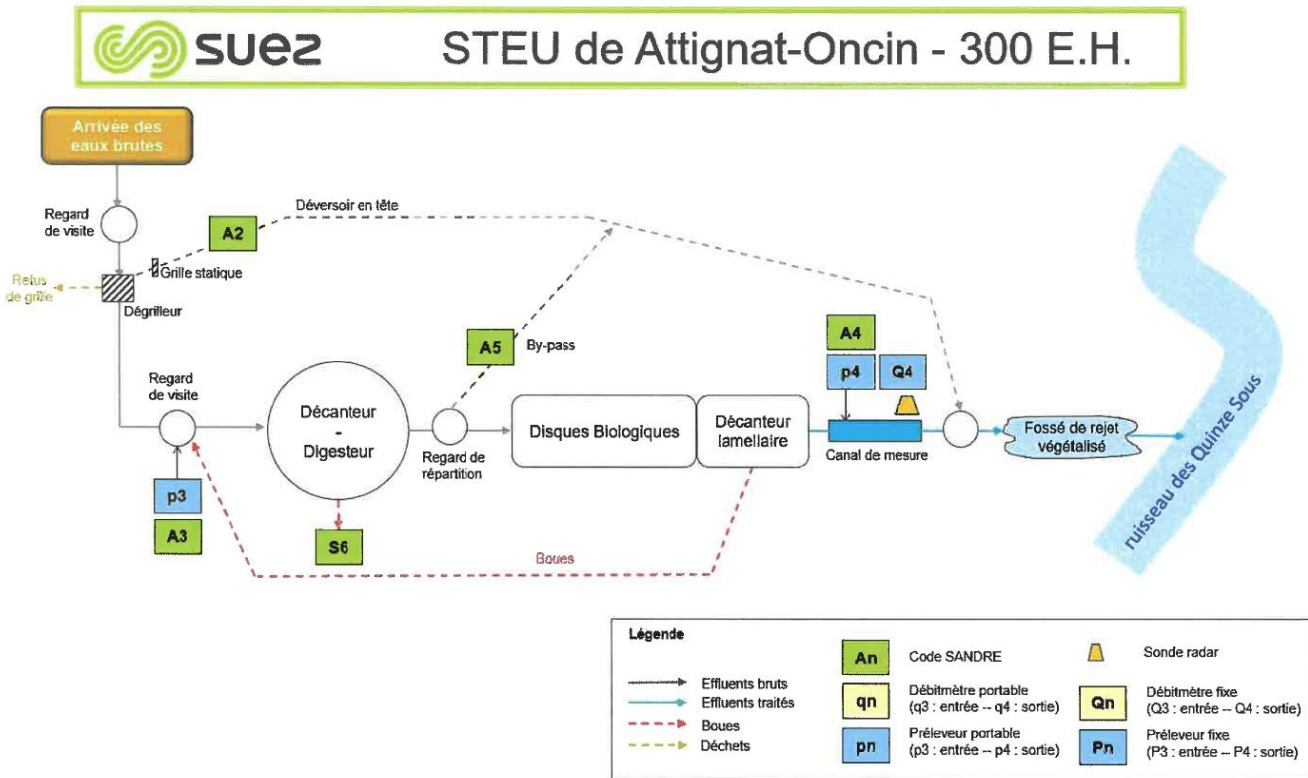 suez
STEU de Attignat-Oncin - 300 E.H.
Arrivée des
eaux brutes
Regard
de visite
Déversoir en tête
A2
Grille statique
Refus
de grille
Dégrilleur
Regard
de visite
A5
By-pass
A4
p4
Q4
Décanteur
-
Digesteur
Regard de
répartition
Disques Biologiques
Décanteur
lamellaire
Canal de mesure
Fossé de rejet
végétalisé
ruisseau des Quinze Sous
p3
A3
S6
Boues
Légende
Effluents bruts
Effluents traités
Boues
Déchets
An
Code SANDRE
qn
Débitmètre portable
(q3 : entrée -- q4 : sortie)
pn
Préleveur portable
(p3 : entrée -- p4 : sortie)
Sonde radar
Qn
Débitmètre fixe
(Q3 : entrée -- Q4 : sortie)
Pn
Préleveur fixe
(P3 : entrée -- P4 : sortie)